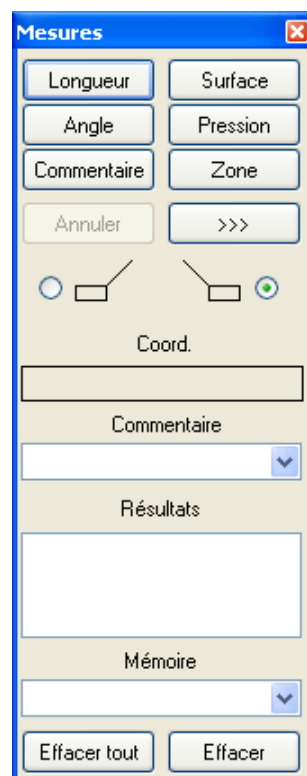 Mesures
Longueur Surface
Angle Pression
Commentaire Zone
Annuler >>>
Coord.
Commentaire
Résultats
Mémoire
Effacer tout Effacer